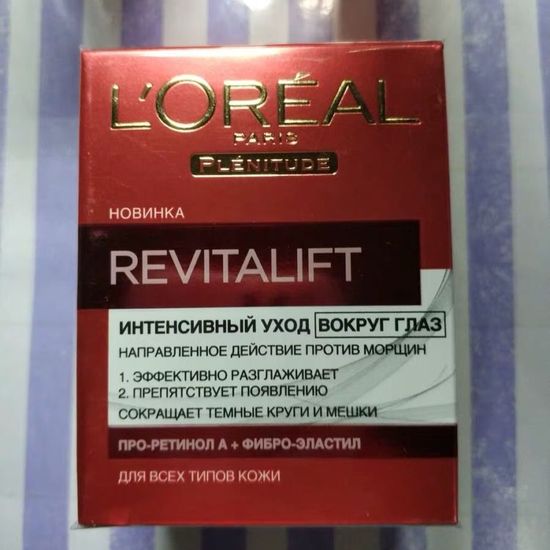 L'ORÉAL
PARIS
PLÉNITUDE
НОВИНКА
REVITALIFT
ИНТЕНСИВНЫЙ УХОД ВОКРУГ ГЛАЗ
НАПРАВЛЕННОЕ ДЕЙСТВИЕ ПРОТИВ МОРЩИН
1. ЭФФЕКТИВНО РАЗГЛАЖИВАЕТ
2. ПРЕПЯТСТВУЕТ ПОЯВЛЕНИЮ
СОКРАЩАЕТ ТЕМНЫЕ КРУГИ И МЕШКИ
ПРО-РЕТИНОЛ А + ФИБРО-ЭЛАСТИЛ
ДЛЯ ВСЕХ ТИПОВ КОЖИ